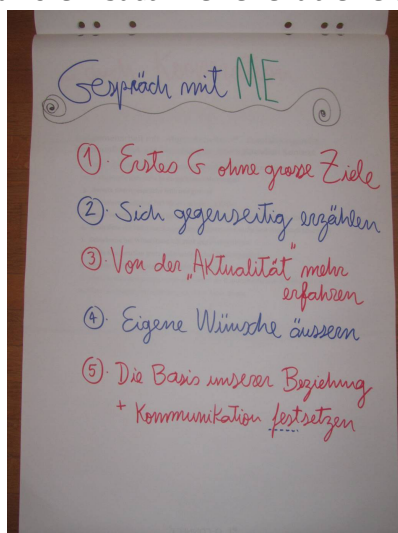 Gespräch mit ME
1. Erstes G ohne grosse Ziele
2. Sich gegenseitig erzählen
3. Von der „Aktualität" mehr
erfahren
4. Eigene Wünsche äussern
5. Die Basis unserer Beziehung
+ Kommunikation festsetzen